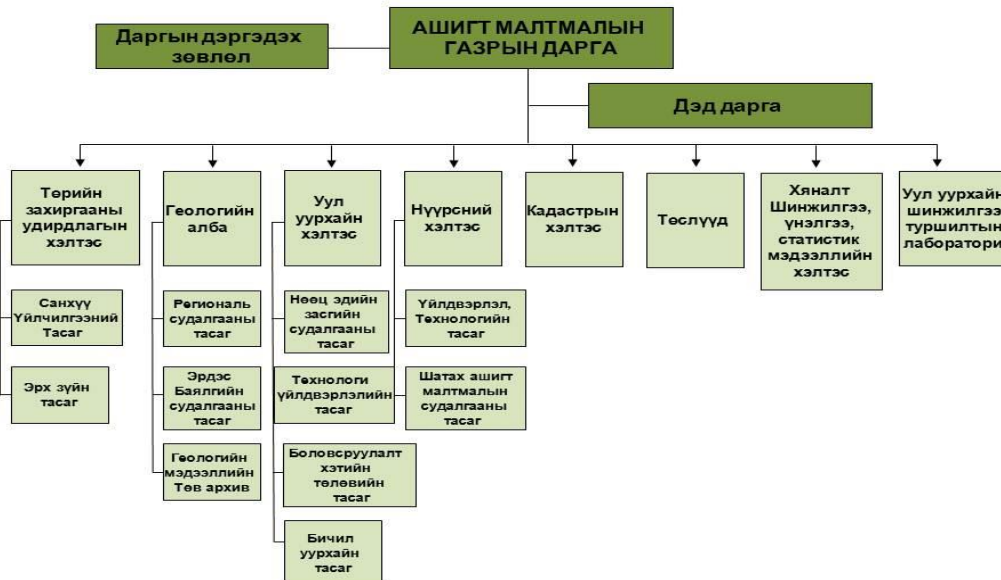 Даргын дэргэдэх
зөвлөл
АШИГТ МАЛТМАЛЫН
ГАЗРЫН ДАРГА
Дэд дарга
Төрийн
захиргааны
удирдлагын
хэлтэс
Геологийн
алба
Уул
уурхайн
хэлтэс
Нүүрсний
хэлтэс
Кадастрын
хэлтэс
Төслүүд
Хяналт
Шинжилгээ,
үнэлгээ,
статистик
мэдээллийн
хэлтэс
Уул уурхайн
шинжилгээ
туршилтын
лаборатори
Санхүү
Үйлчилгээний
Тасаг
Региональ
судалгааны
тасаг
Нөөц эдийн
засгийн
судалгааны
тасаг
Үйлдвэрлэл,
Технологийн
тасаг
Эрх зүйн
тасаг
Эрдэс
Баялгийн
судалгааны
тасаг
Технологи
үйлдвэрлэлийн
тасаг
Шатах ашигт
малтмалын
судалгааны
тасаг
Геологийн
мэдээллийн
Төв архив
Боловсруулалт
хэтийн
төлөвийн
тасаг
Бичил
уурхайн
тасаг